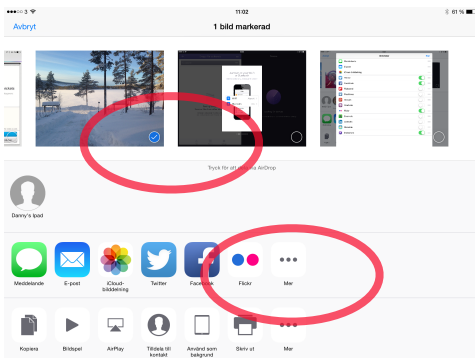 3
11:02
61 %
Avbryt
1 bild markerad
Tryck för att
via AirDrop
Danny's Ipad
Meddelande
E-post
iCloud-
bilddelning
Twitter
Facebook
Flickr
Mer
Kopiera
Bildspel
AirPlay
Tilldela till
kontakt
Använd som
bakgrund
Skriv ut
Mer